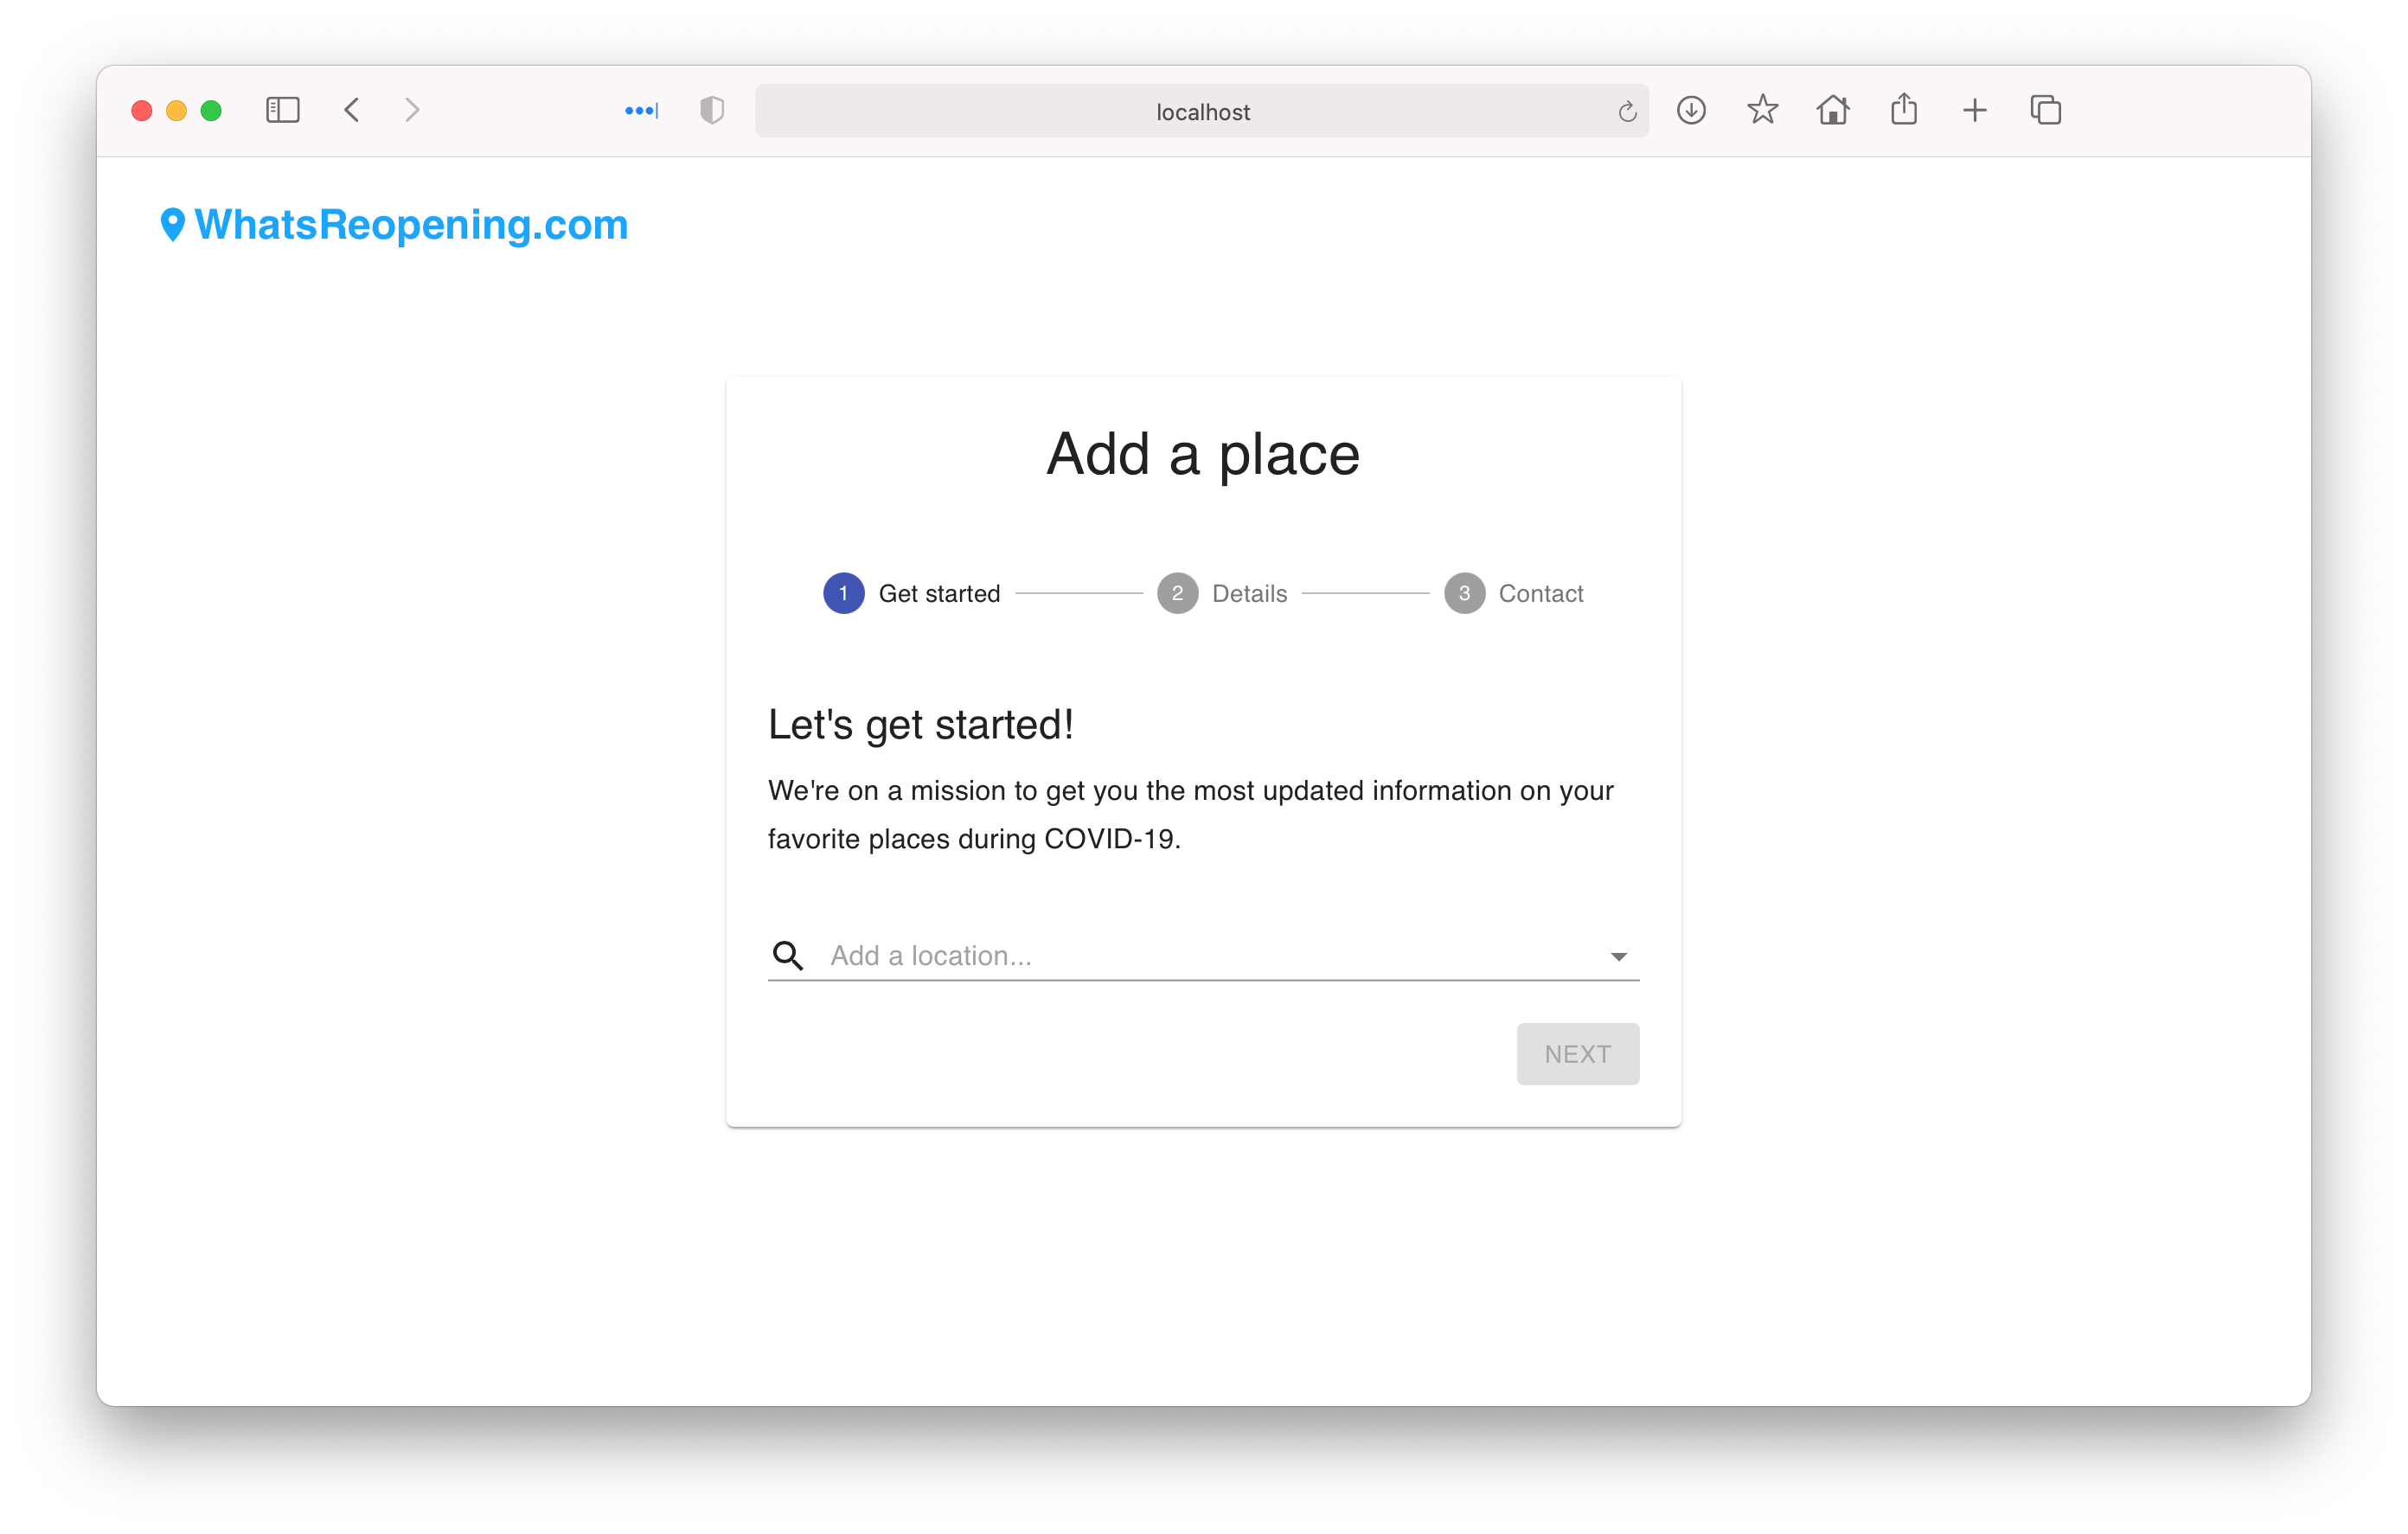 localhost
WhatsReopening.com
Add a place
1 Get started 2 Details 3 Contact
Let's get started!
We're on a mission to get you the most updated information on your
favorite places during COVID-19.
Add a location...
NEXT